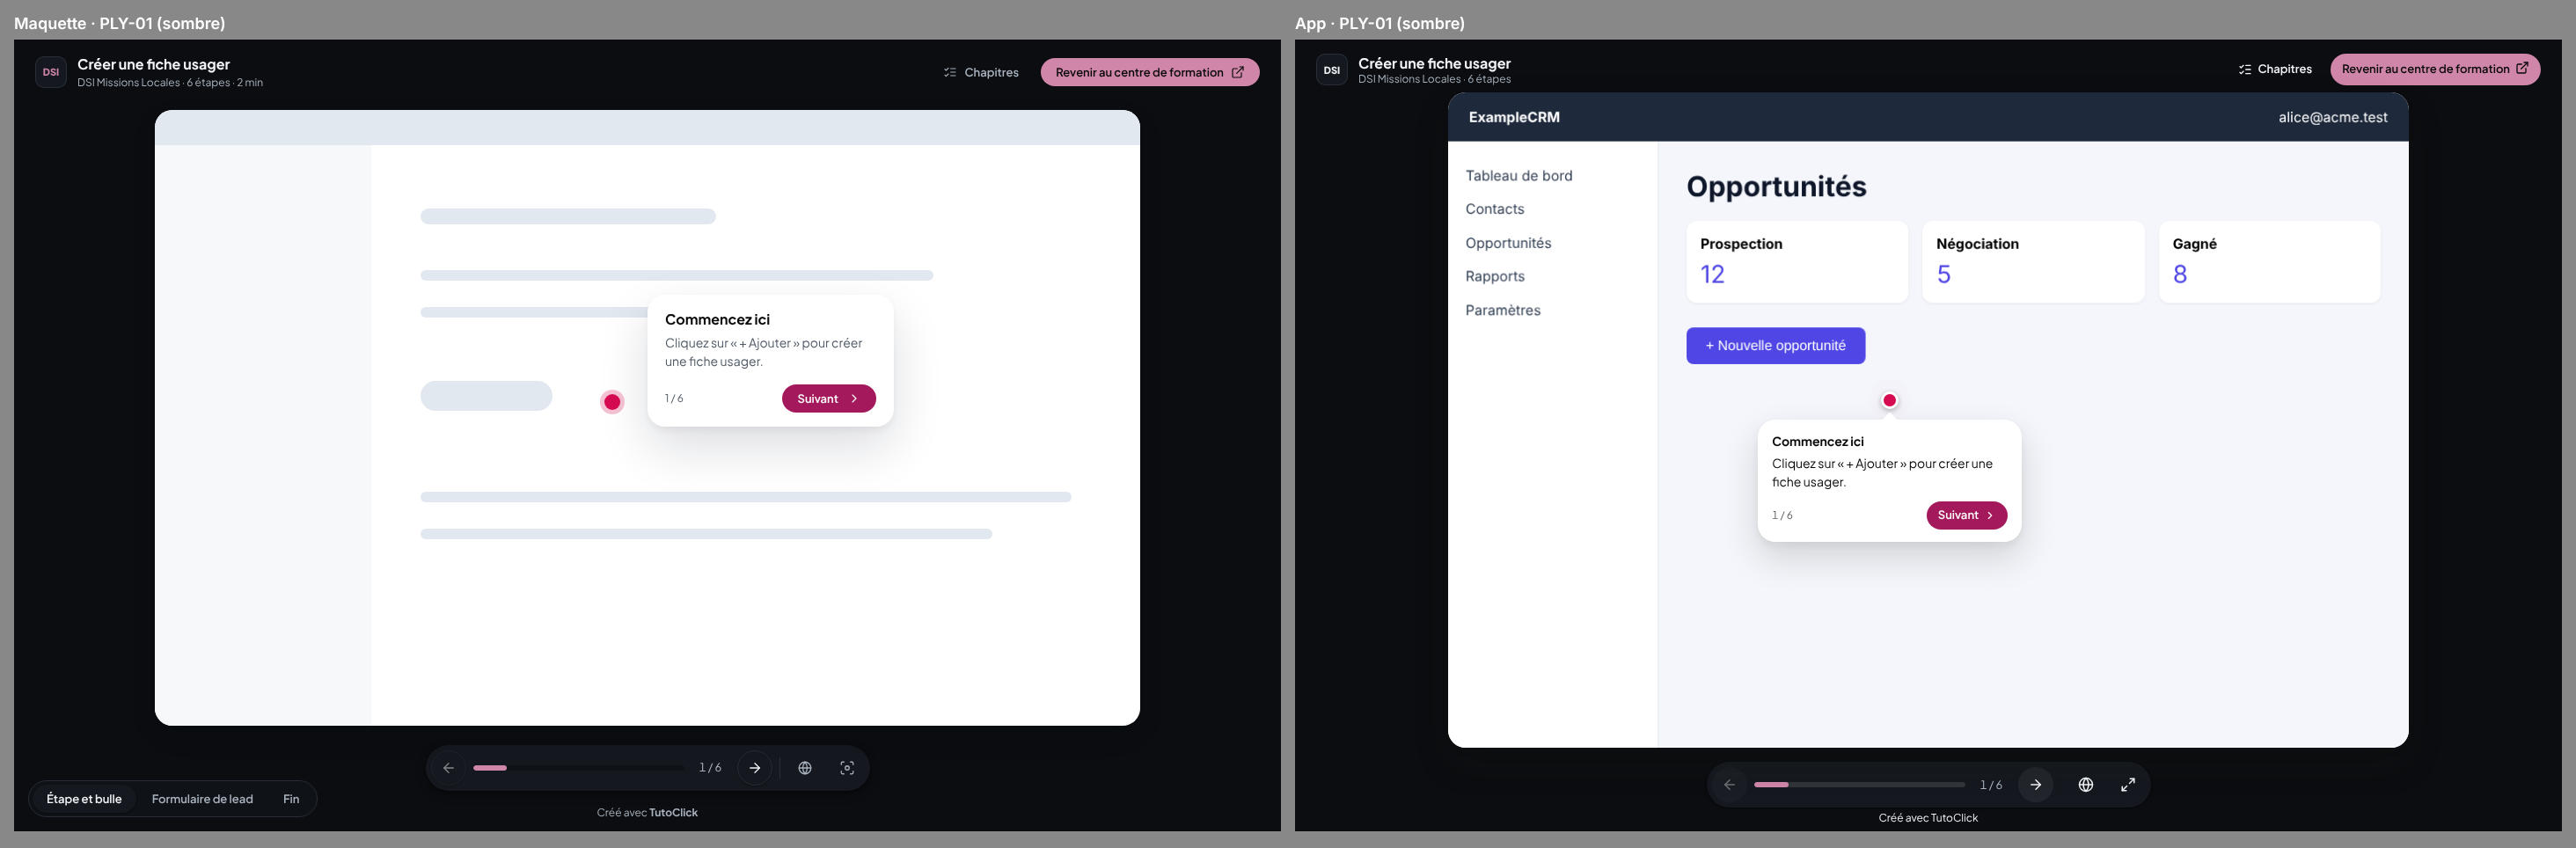 Maquette · PLY-01 (sombre)
DSI
Créer une fiche usager
DSI Missions Locales · 6 étapes · 2 min
Chapitres
Revenir au centre de formation
Commencez ici
Cliquez sur « + Ajouter » pour créer
une fiche usager.
1 / 6
Suivant
1 / 6
Étape et bulle
Formulaire de lead
Fin
Créé avec TutoClick
App · PLY-01 (sombre)
DSI
Créer une fiche usager
DSI Missions Locales · 6 étapes
Chapitres
Revenir au centre de formation
ExampleCRM
alice@acme.test
Tableau de bord
Contacts
Opportunités
Rapports
Paramètres
Opportunités
Prospection
12
Négociation
5
Gagné
8
+ Nouvelle opportunité
Commencez ici
Cliquez sur « + Ajouter » pour créer une
fiche usager.
1 / 6
Suivant
1 / 6
Créé avec TutoClick